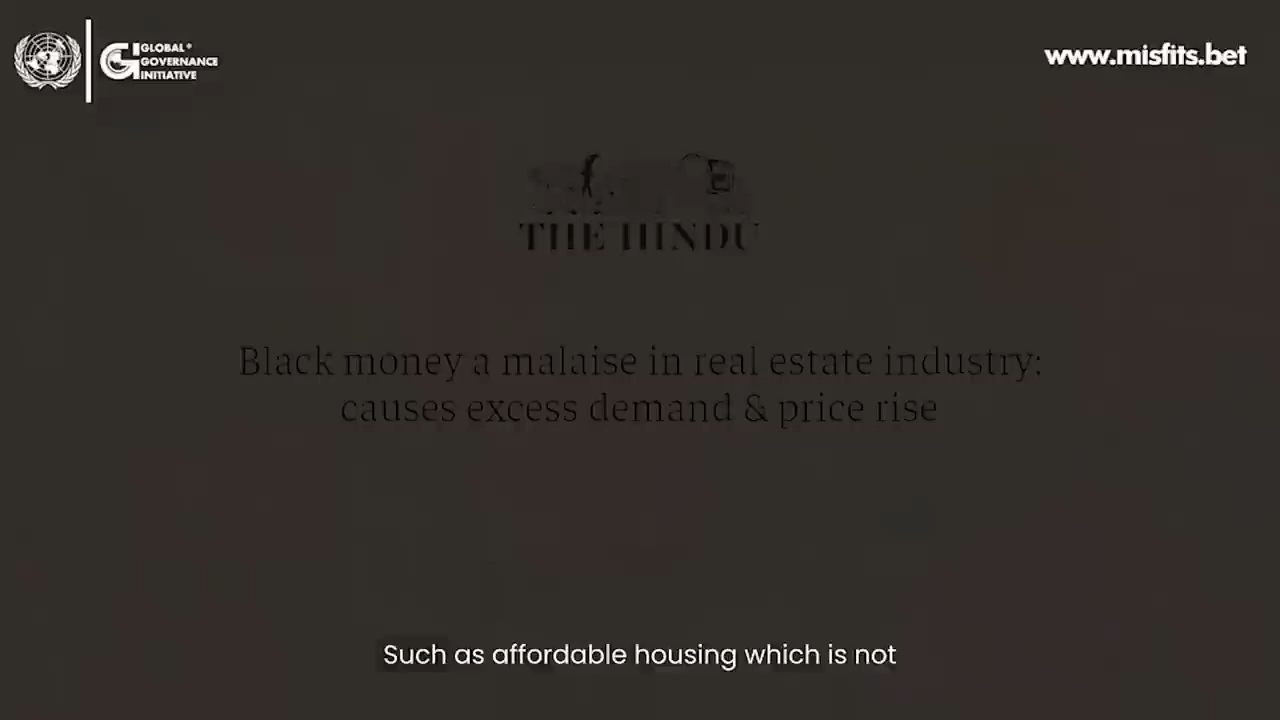 GLOBAL®
GOVERNANCE
INITIATIVE
www.misfits.bet
THE HINDU
Black money a malaise in real estate industry:
causes excess demand & price rise
Such as affordable housing which is not